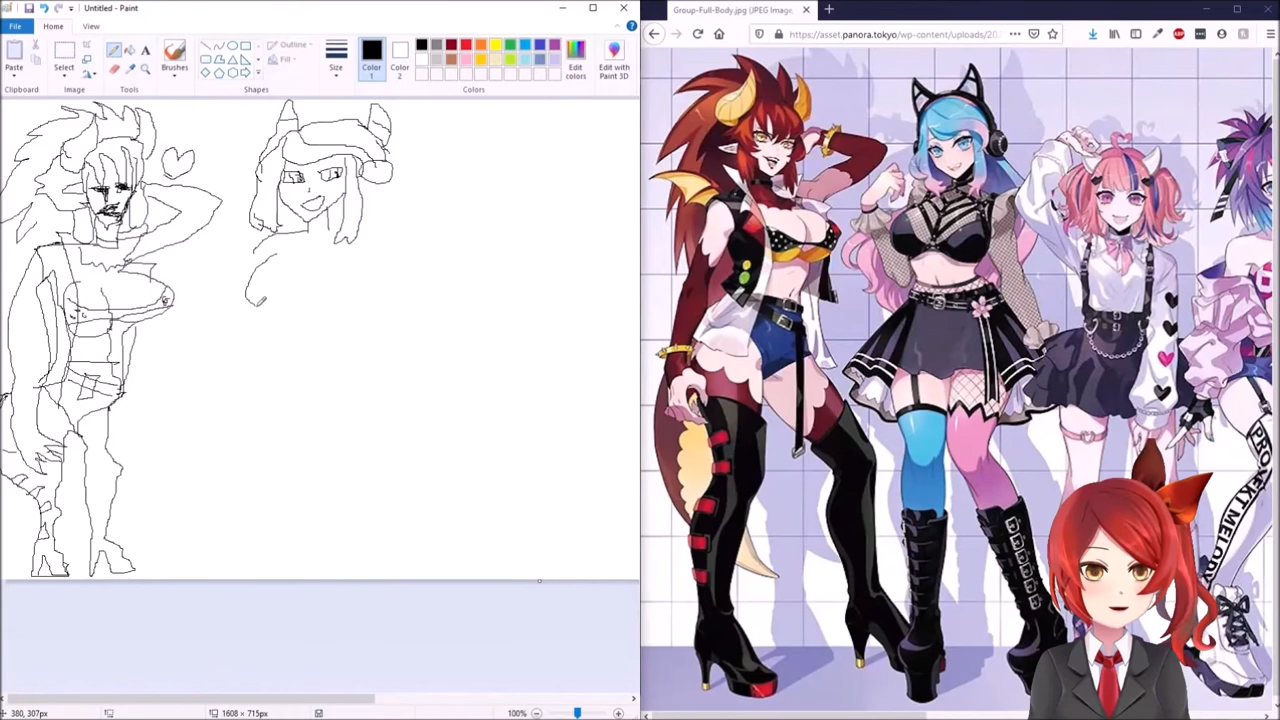 Untitled - Paint
File
Home
View
Paste
Clipboard
Select
Image
Tools
Brushes
Shapes
Outline
Fill
Size
Color
1
Color
2
Edit
colors
Colors
Edit with
Paint 3D
380, 307px
1608 × 715px
100%
Group-Full-Body.jpg (JPEG Image,
https://asset.panora.tokyo/wp-content/uploads/20
PROJEKT MELODY